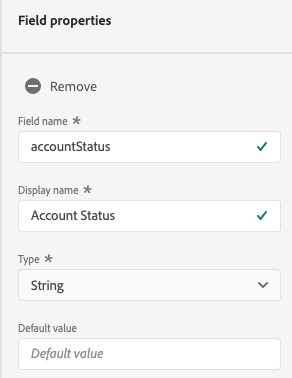 Field properties
Remove
Field name *
accountStatus
Display name *
Account Status
Type *
String
Default value
Default value